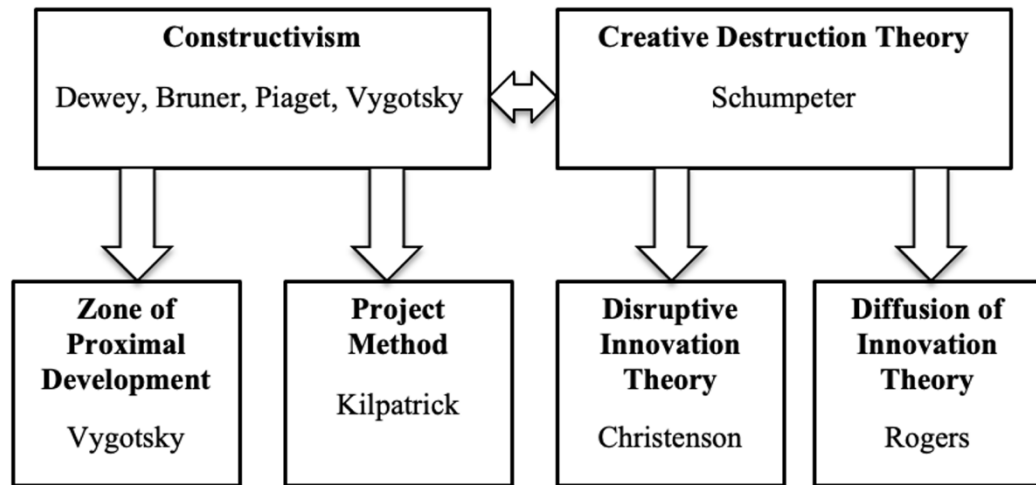 Constructivism
Dewey, Bruner, Piaget, Vygotsky
Creative Destruction Theory
Schumpeter
Zone of
Proximal
Development
Vygotsky
Project
Method
Kilpatrick
Disruptive
Innovation
Theory
Christenson
Diffusion of
Innovation
Theory
Rogers